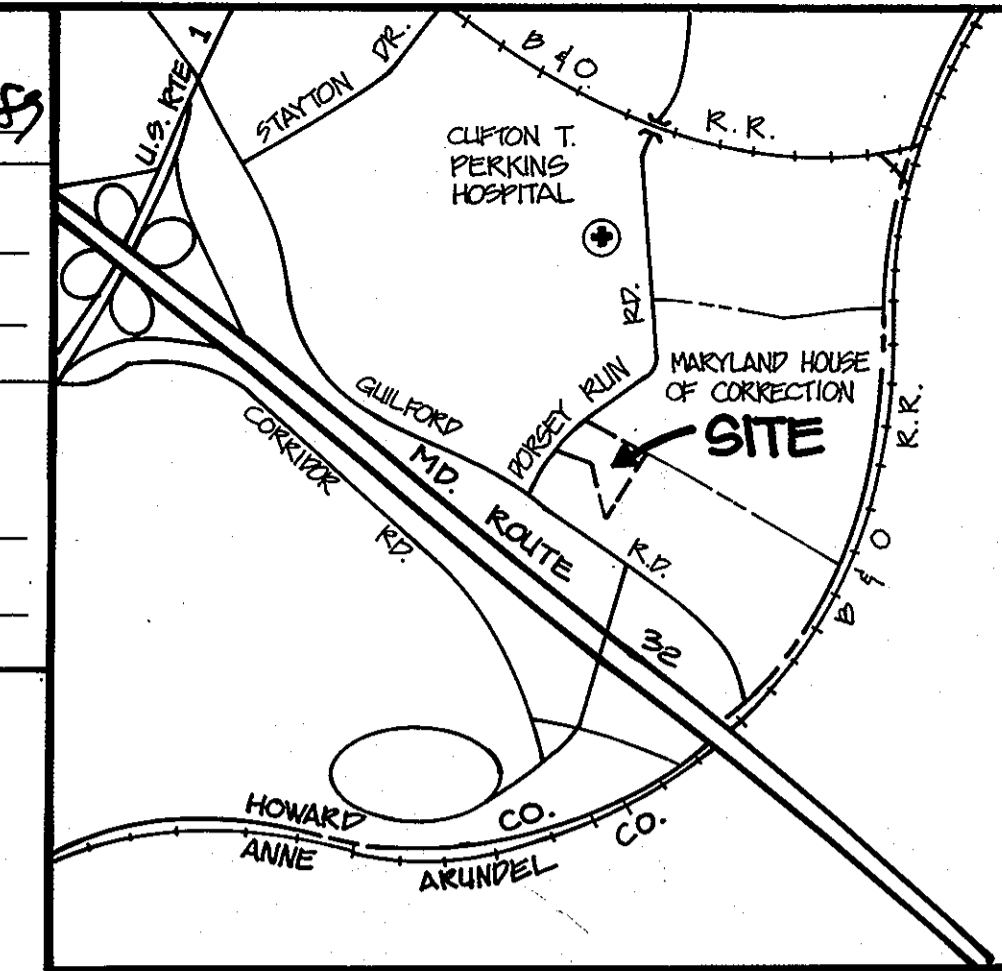 U.S. RTE 1
STAYTON DR.
B & O
R. R.
CLIFTON T.
PERKINS
HOSPITAL
DORSEY RUN RD.
MARYLAND HOUSE
OF CORRECTION
SITE
GUILFORD R.D.
CORRIDOR RD.
MD. ROUTE 32
B & O R.R.
HOWARD CO.
ANNE ARUNDEL CO.